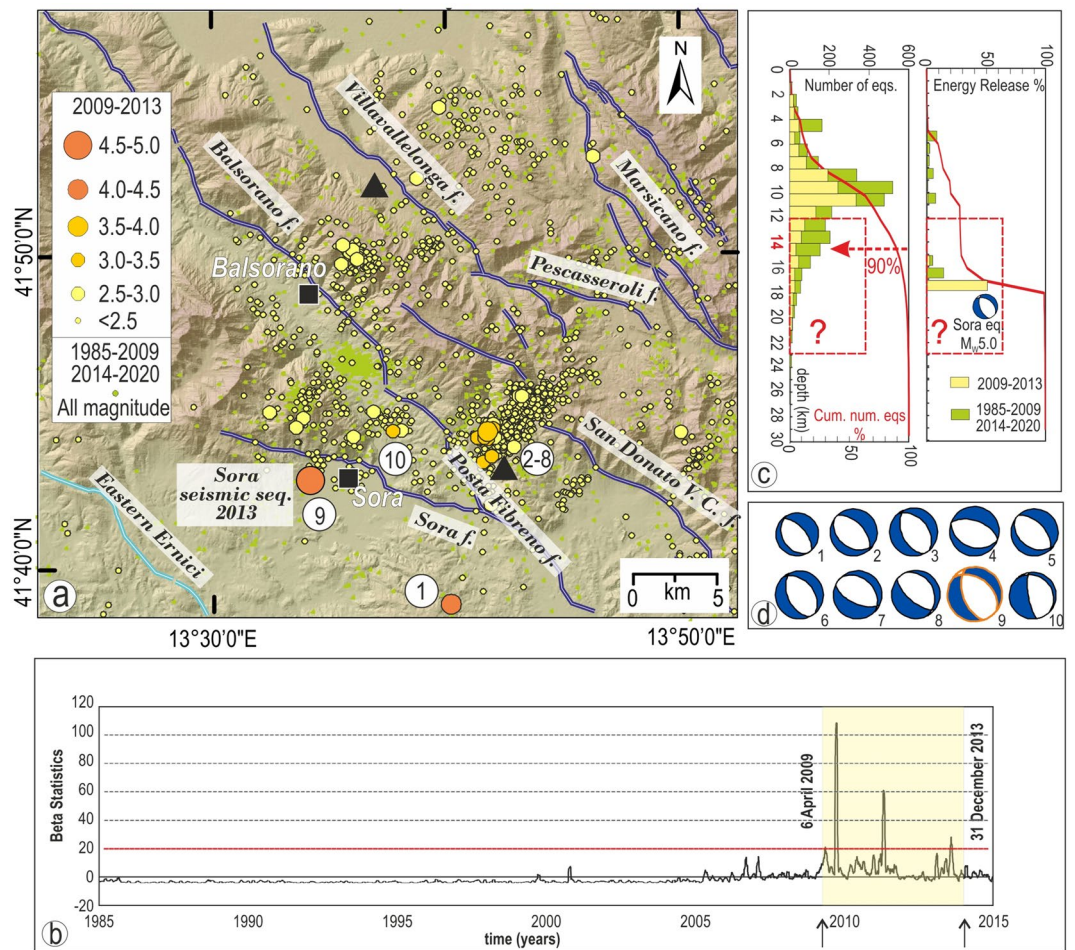 2009-2013
4.5-5.0
4.0-4.5
3.5-4.0
3.0-3.5
2.5-3.0
<2.5
1985-2009
2014-2020
All magnitude
N
Villavallelonga f.
Balsorano f.
Marsicano f.
Balsorano
Pescasseroli f.
41°50'0"N
San Donato V. C. f.
10
2-8
Sora
seismic seq.
2013
Sora
9
Posta Fibreno f.
Sora f.
Eastern Ernici
1
41°40'0"N
0 km 5
a
13°30'0"E
13°50'0"E
200 400 600
0
Number of eqs.
0
2
4
6
8
10
12
14
16
18
20
22
24
26
28
30
depth (km)
90%
?
Cum. num. eqs
%
0 50 100
0 50 100
Energy Release %
?
Sora eq.
MW5.0
2009-2013
1985-2009
2014-2020
c
1 2 3 4 5
6 7 8 9 10
d
120
100
80
60
40
20
0
-20
Beta Statistics
6 April 2009
31 December 2013
1985 1990 1995 2000 2005 2010 2015
time (years)
b